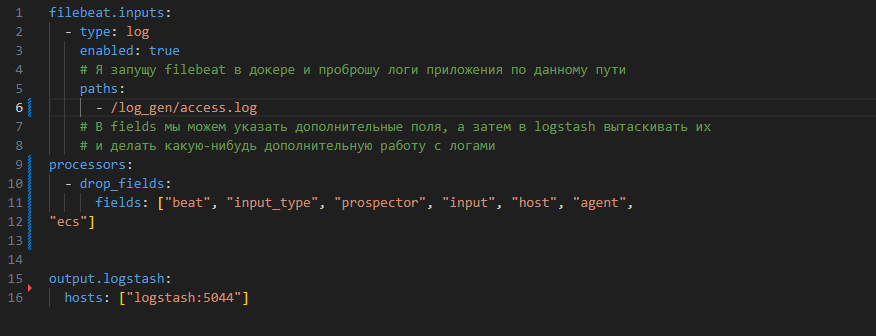 1 filebeat.inputs:
2   - type: log
3     enabled: true
4     # Я запущу filebeat в докере и проброшу логи приложения по данному пути
5     paths:
6       - /log_gen/access.log
7     # В fields мы можем указать дополнительные поля, а затем в logstash вытаскивать их
8     # и делать какую-нибудь дополнительную работу с логами
9 processors:
10   - drop_fields:
11       fields: ["beat", "input_type", "prospector", "input", "host", "agent",
12 "ecs"]
13
14
15 output.logstash:
16   hosts: ["logstash:5044"]